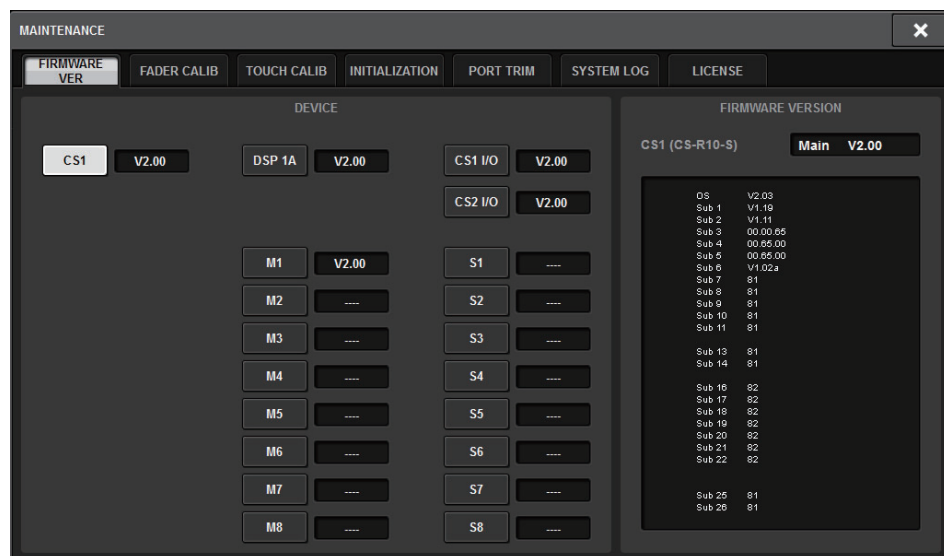 MAINTENANCE
FIRMWARE VER FADER CALIB TOUCH CALIB INITIALIZATION PORT TRIM SYSTEM LOG LICENSE
DEVICE
CS1 V2.00 DSP 1A V2.00 CS1 I/O V2.00
CS2 I/O V2.00
M1 V2.00 S1 ----
M2 ---- S2 ----
M3 ---- S3 ----
M4 ---- S4 ----
M5 ---- S5 ----
M6 ---- S6 ----
M7 ---- S7 ----
M8 ---- S8 ----
FIRMWARE VERSION
CS1 (CS-R10-S) Main V2.00
OS V2.03
Sub 1 V1.19
Sub 2 V1.11
Sub 3 00.00.65
Sub 4 00.65.00
Sub 5 00.65.00
Sub 6 V1.02a
Sub 7 81
Sub 8 81
Sub 9 81
Sub 10 81
Sub 11 81
Sub 13 81
Sub 14 81
Sub 16 82
Sub 17 82
Sub 18 82
Sub 19 82
Sub 20 82
Sub 21 82
Sub 22 82
Sub 25 81
Sub 26 81